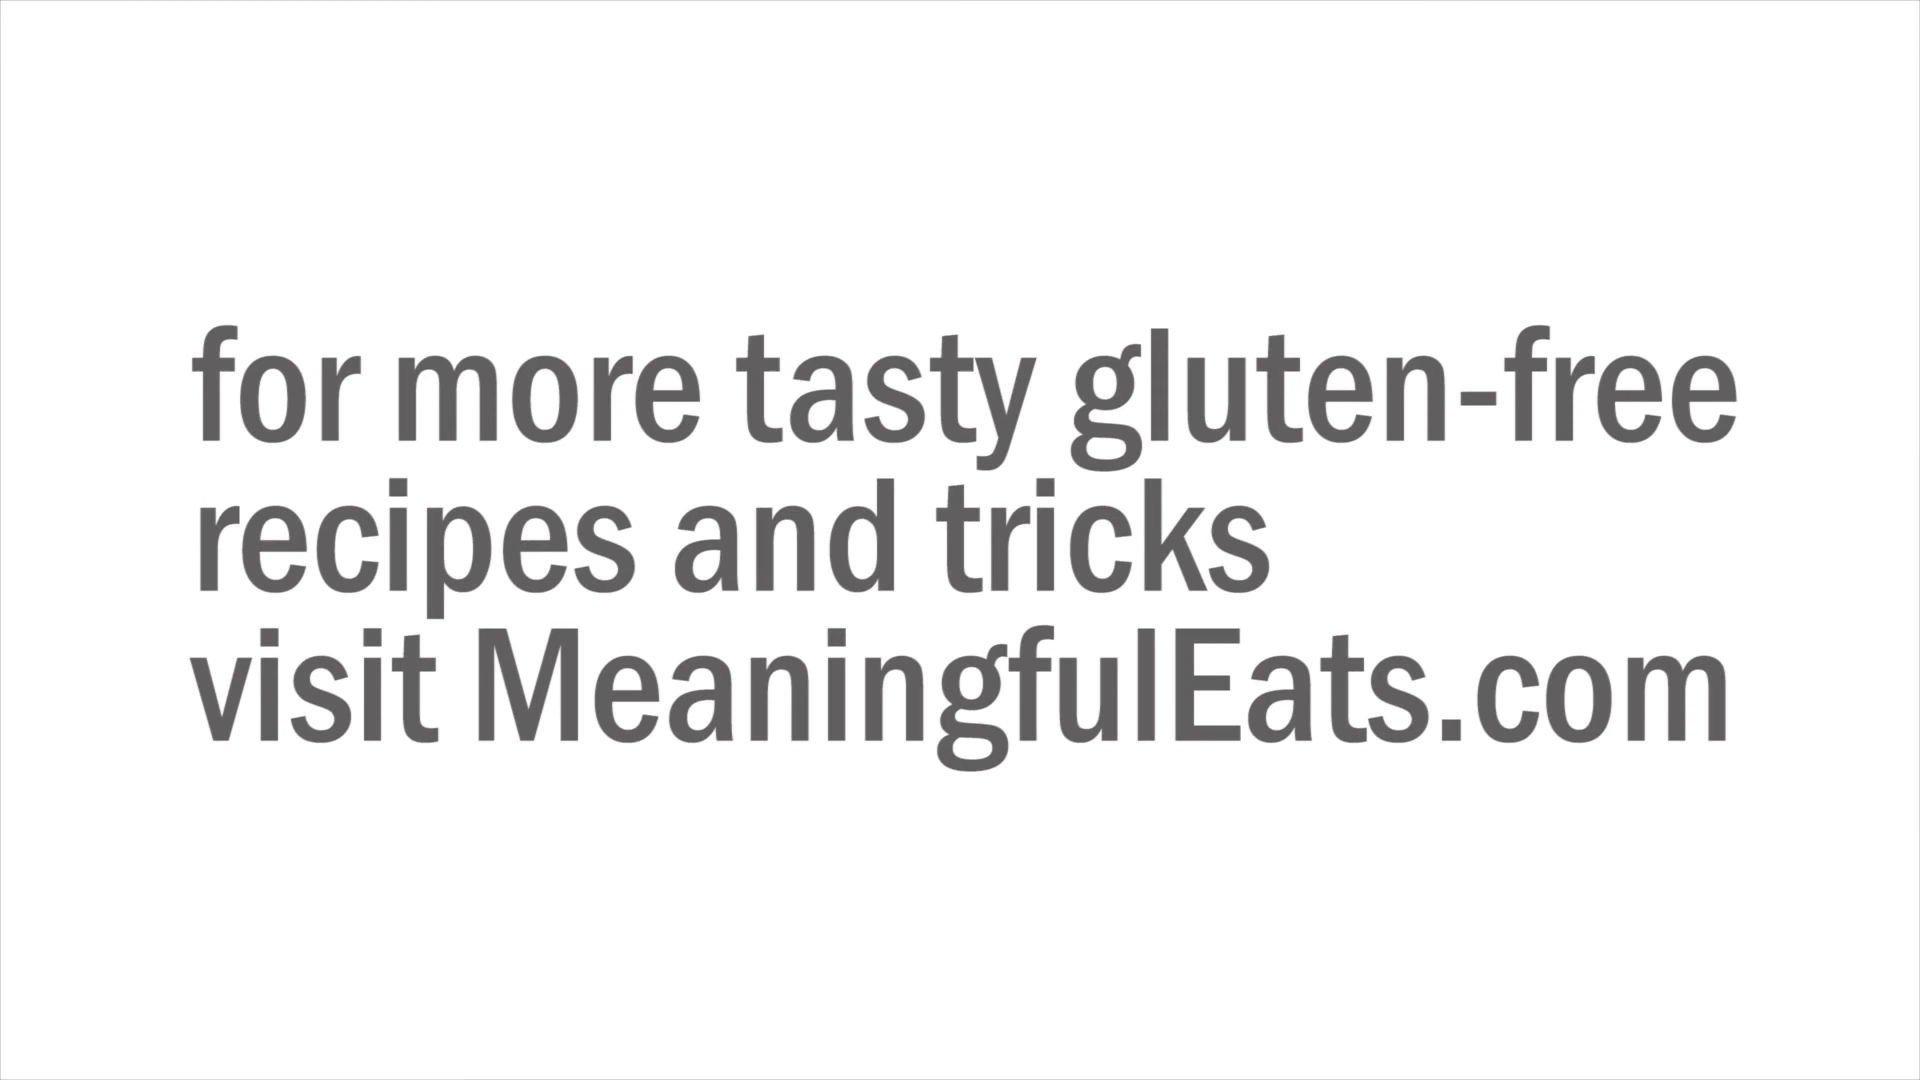 for more tasty gluten-free
recipes and tricks
visit MeaningfulEats.com